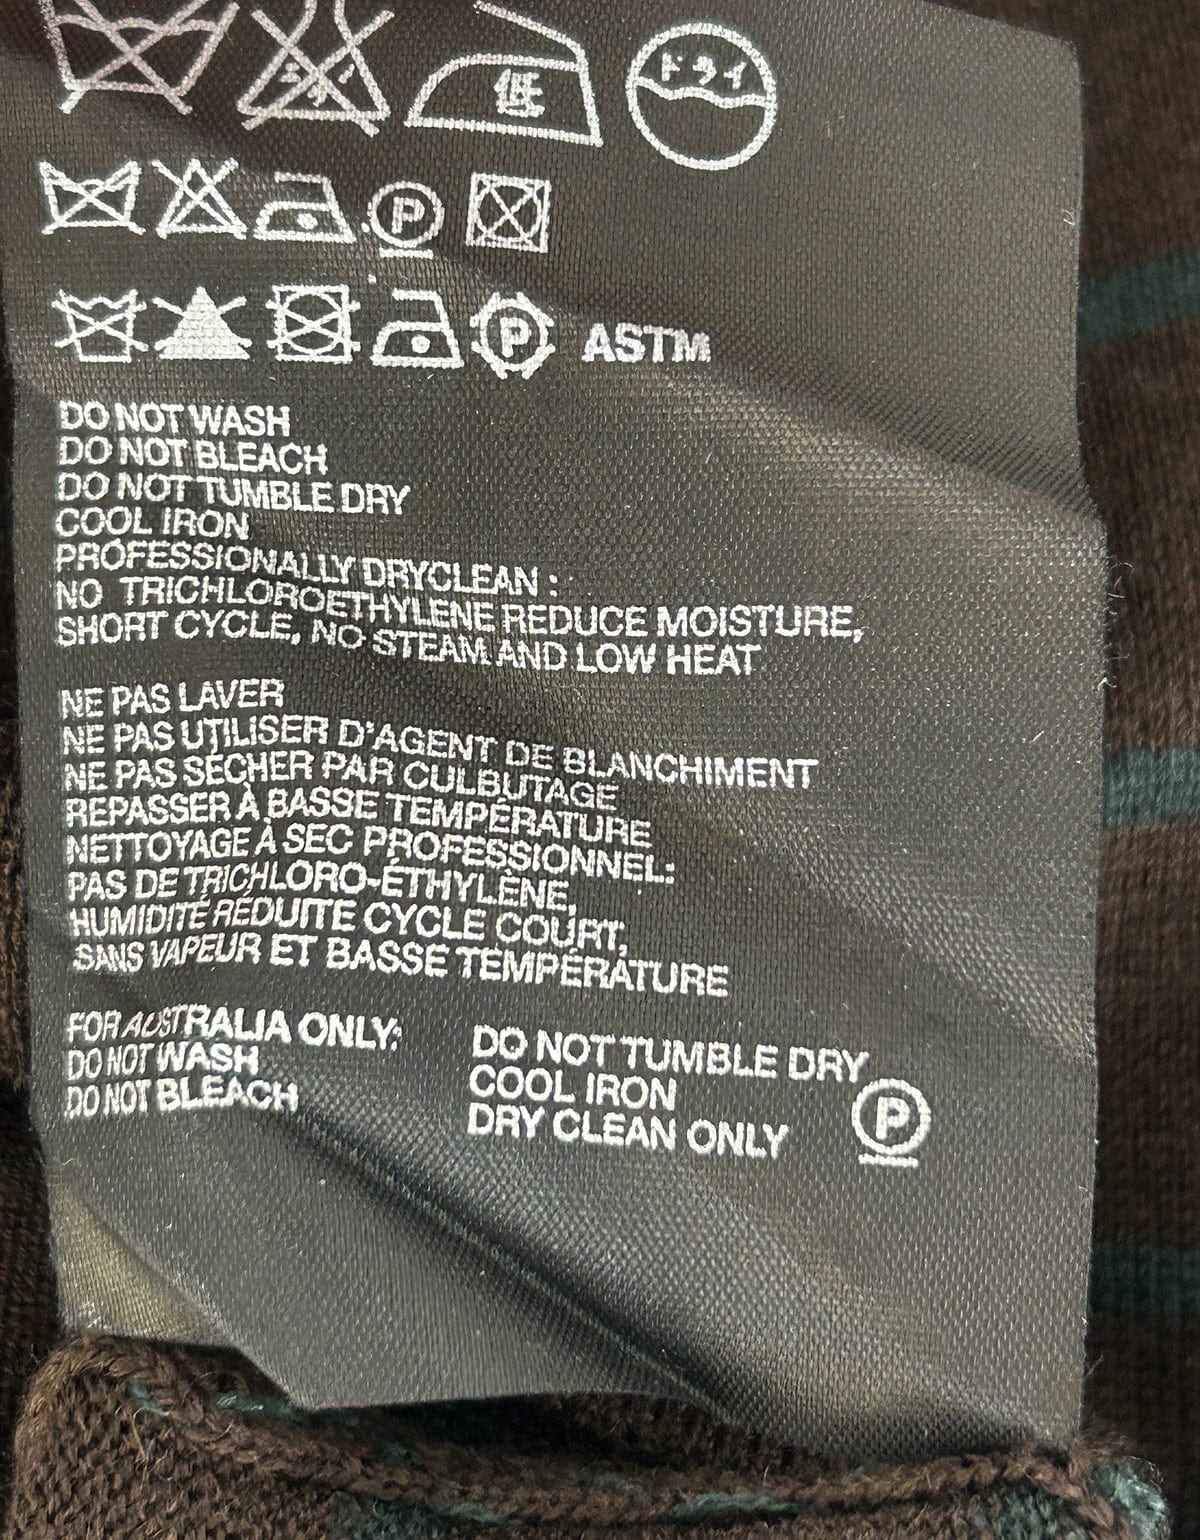 低 ドライ
P
P ASTM
DO NOT WASH
DO NOT BLEACH
DO NOT TUMBLE DRY
COOL IRON
PROFESSIONALLY DRYCLEAN :
NO TRICHLOROETHYLENE REDUCE MOISTURE,
SHORT CYCLE, NO STEAM AND LOW HEAT
NE PAS LAVER
NE PAS UTILISER D'AGENT DE BLANCHIMENT
NE PAS SÉCHER PAR CULBUTAGE
REPASSER À BASSE TEMPÉRATURE
NETTOYAGE À SEC PROFESSIONNEL:
PAS DE TRICHLORO-ÉTHYLÈNE,
HUMIDITÉ RÉDUITE CYCLE COURT,
SANS VAPEUR ET BASSE TEMPÉRATURE
FOR AUSTRALIA ONLY:
DO NOT WASH
DO NOT BLEACH
DO NOT TUMBLE DRY
COOL IRON
DRY CLEAN ONLY
P